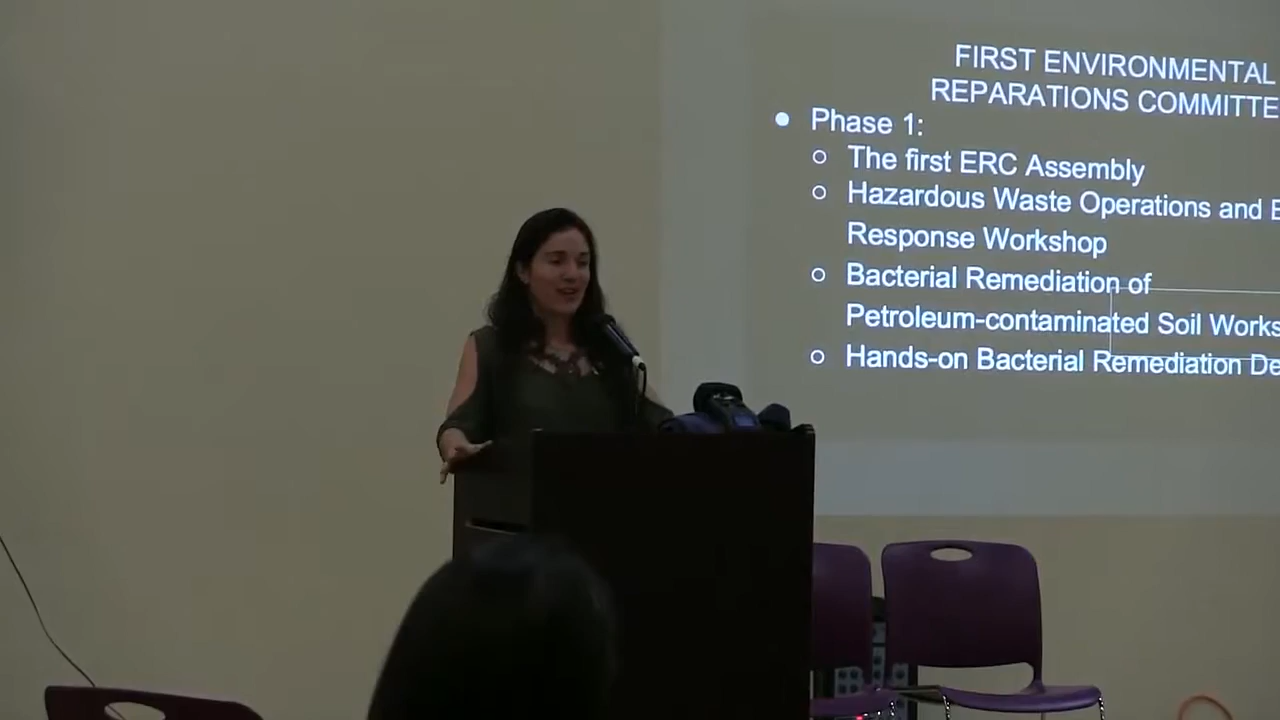 FIRST ENVIRONMENTAL
REPARATIONS COMMITTE
Phase 1:
The first ERC Assembly
Hazardous Waste Operations and E
Response Workshop
Bacterial Remediation of
Petroleum-contaminated Soil Works
Hands-on Bacterial Remediation De